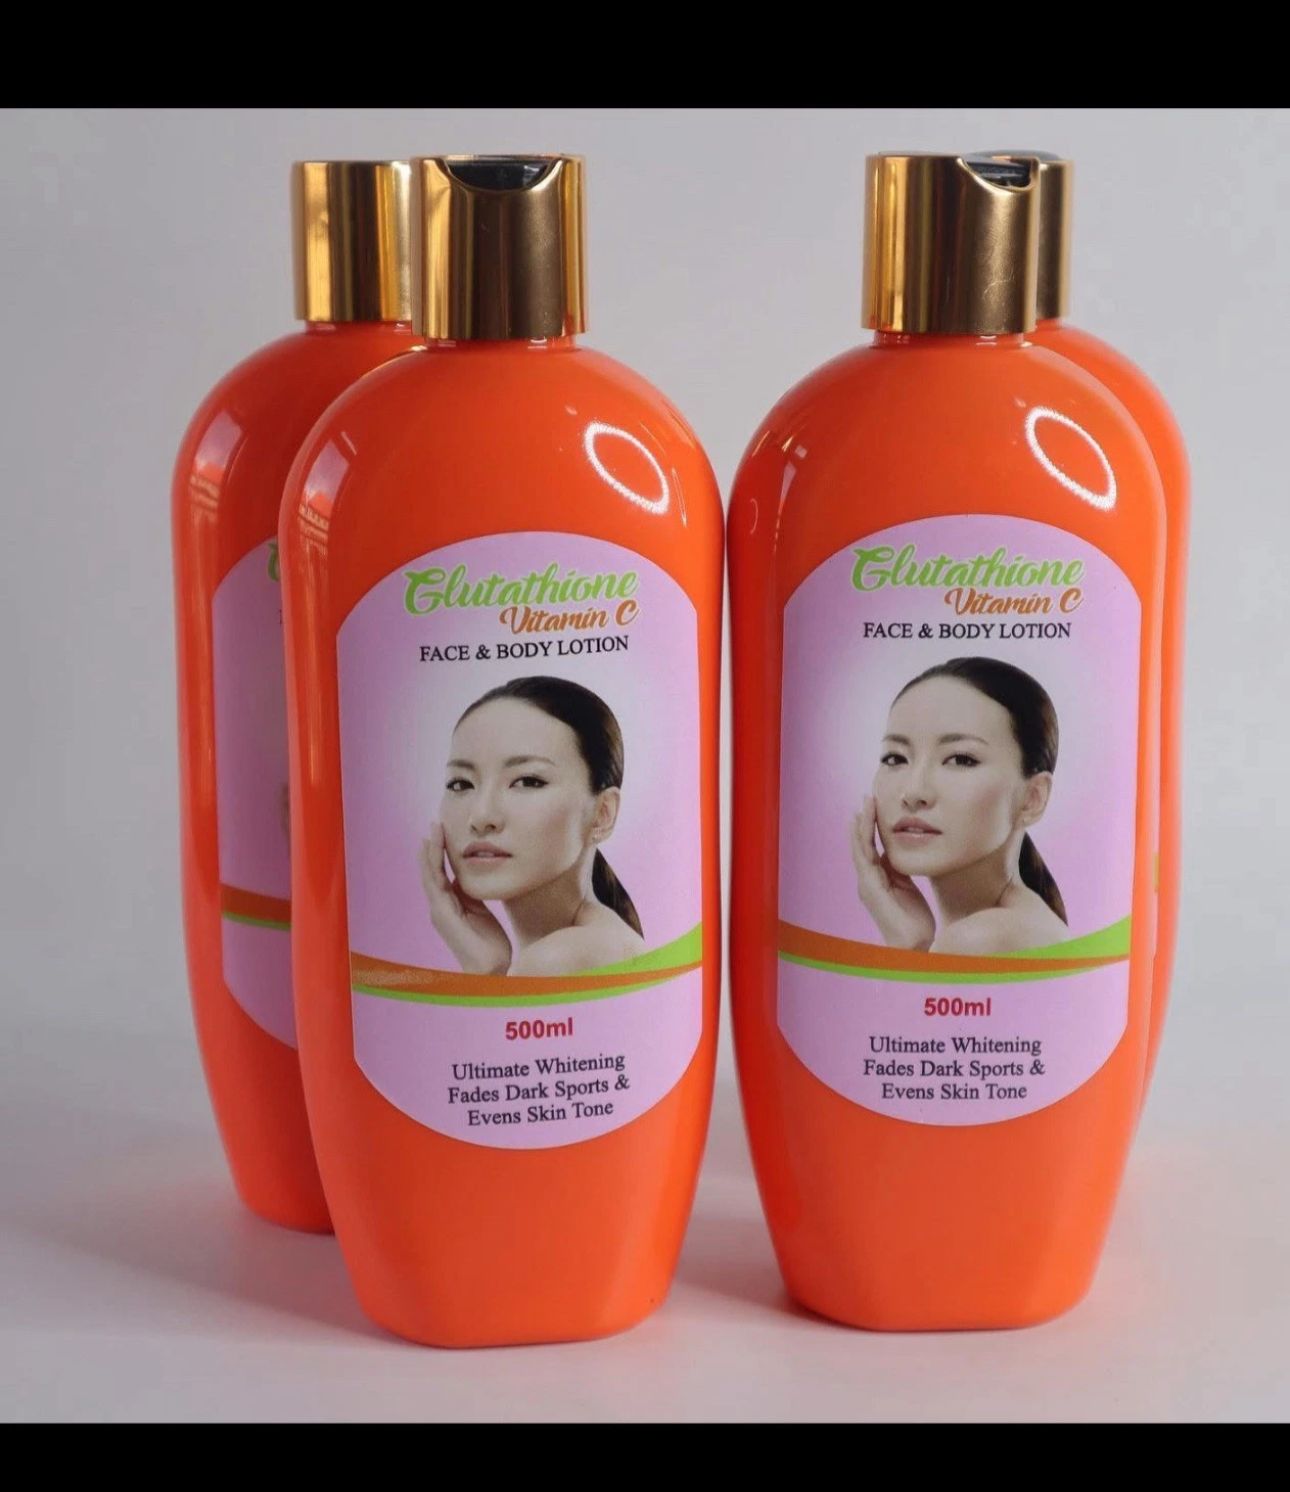 Glutathione
Vitamin C
FACE & BODY LOTION
500ml
Ultimate Whitening
Fades Dark Sports &
Evens Skin Tone
Glutathione
Vitamin C
FACE & BODY LOTION
500ml
Ultimate Whitening
Fades Dark Sports &
Evens Skin Tone